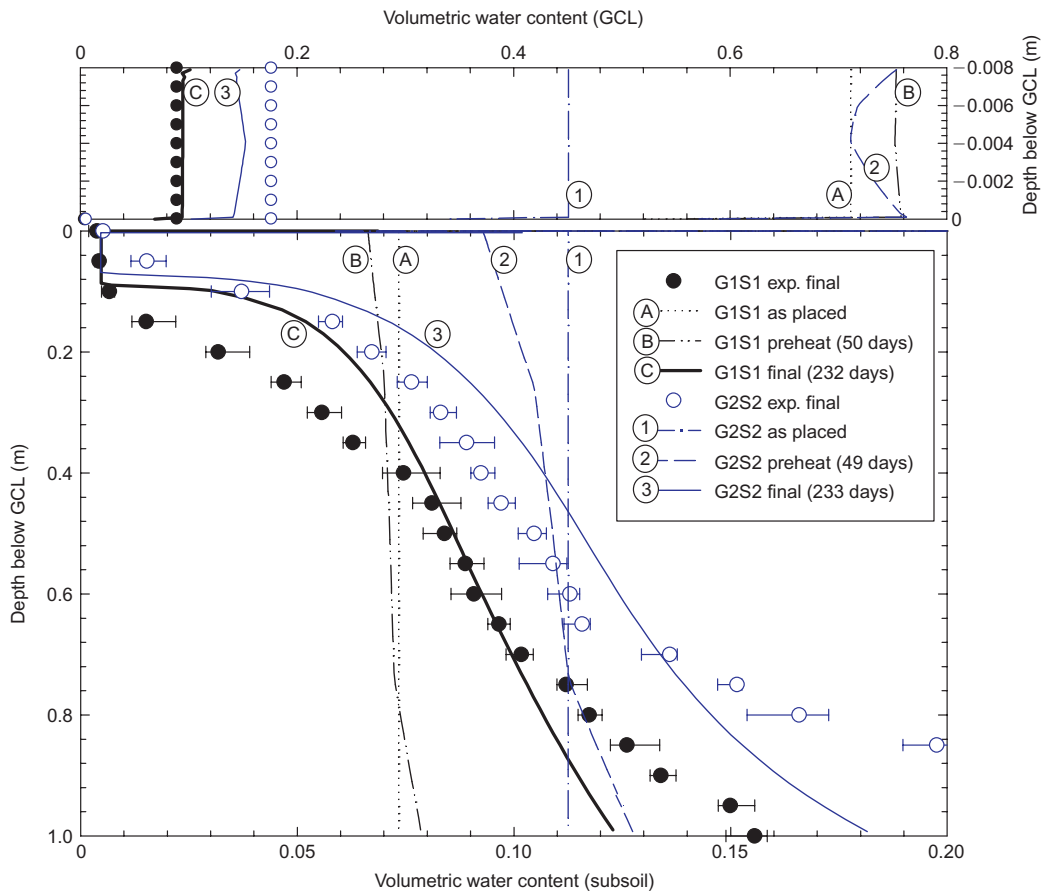 Volumetric water content (GCL)
0 0.2 0.4 0.6 0.8
Depth below GCL (m)
−0.008
−0.006
−0.004
−0.002
0
C 3 B
2
A
1
Depth below GCL (m)
0
0.2
0.4
0.6
0.8
1.0
B A 2 1
C 3
G1S1 exp. final
A G1S1 as placed
B G1S1 preheat (50 days)
C G1S1 final (232 days)
G2S2 exp. final
1 G2S2 as placed
2 G2S2 preheat (49 days)
3 G2S2 final (233 days)
0 0.05 0.10 0.15 0.20
Volumetric water content (subsoil)